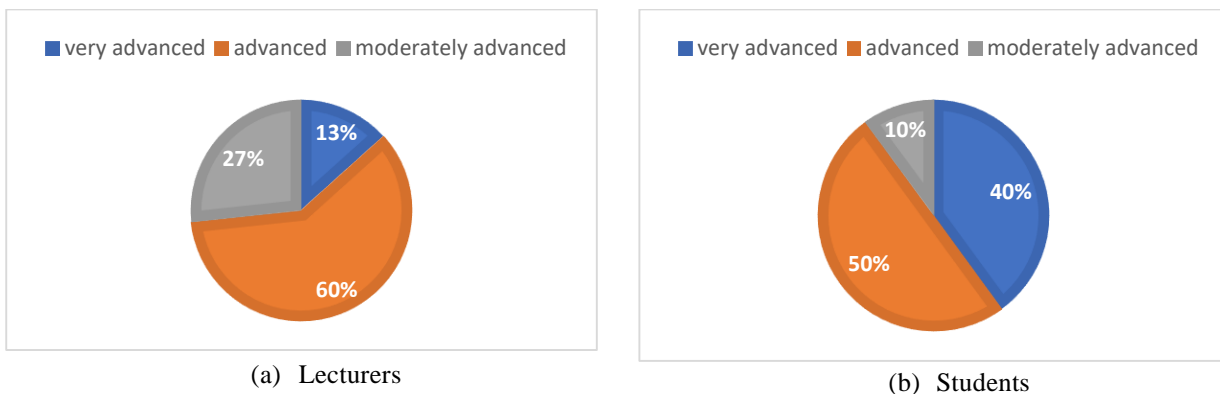 very advanced advanced moderately advanced
13%
27%
60%
(a) Lecturers
very advanced advanced moderately advanced
10%
40%
50%
(b) Students